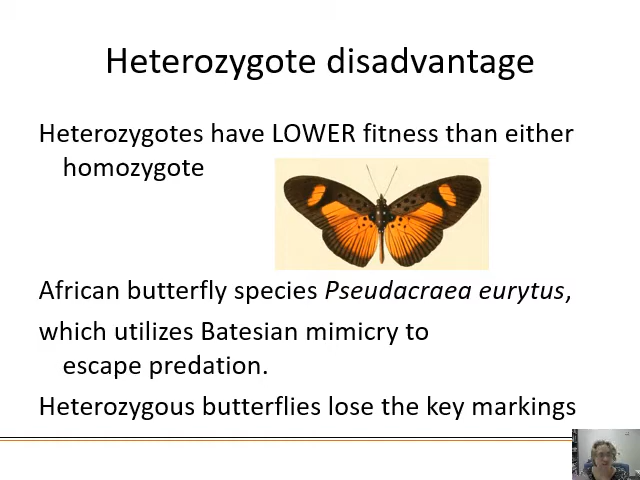 Heterozygote disadvantage
Heterozygotes have LOWER fitness than either
homozygote
African butterfly species Pseudacraea eurytus,
which utilizes Batesian mimicry to
escape predation.
Heterozygous butterflies lose the key markings